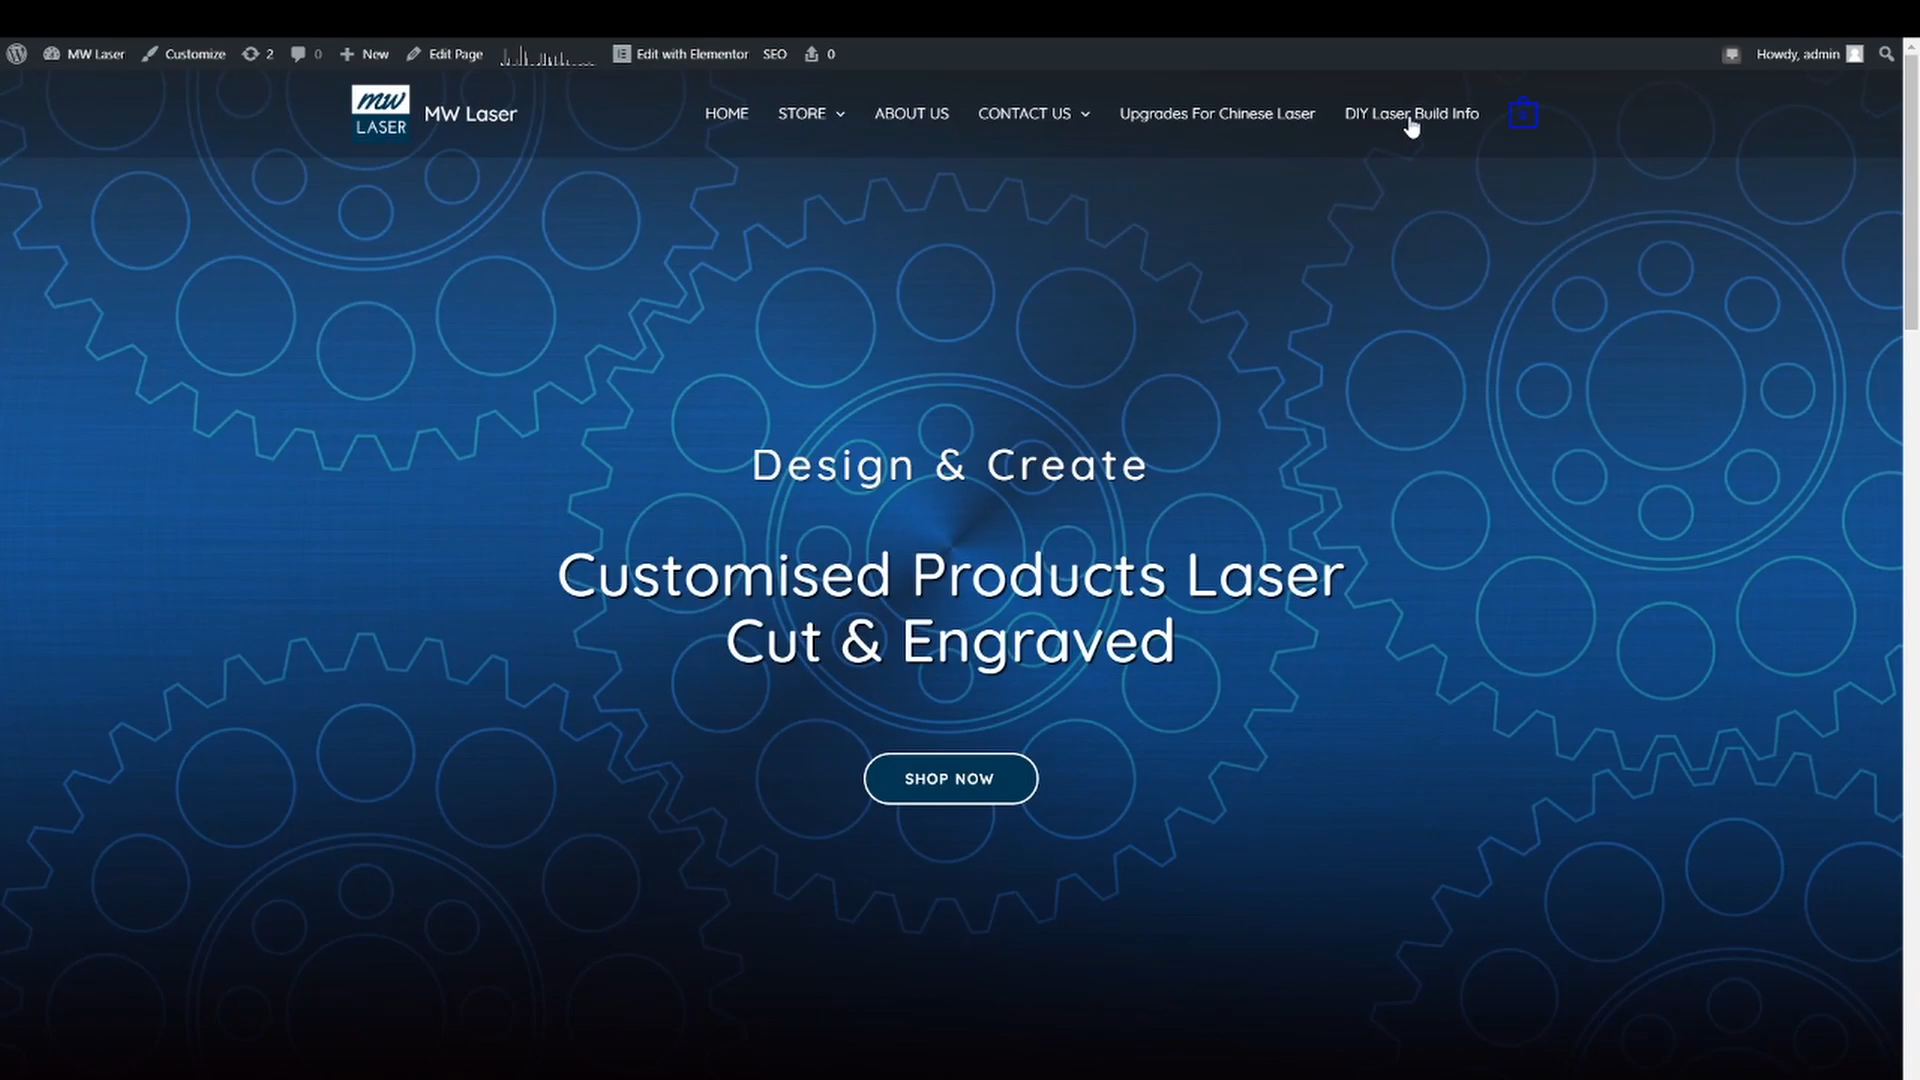 MW Laser Customize 2 0 New Edit Page Edit with Elementor SEO 0 Howdy, admin
mw
LASER
MW Laser
HOME STORE ABOUT US CONTACT US Upgrades For Chinese Laser DIY Laser Build Info
Design & Create
Customised Products Laser
Cut & Engraved
SHOP NOW